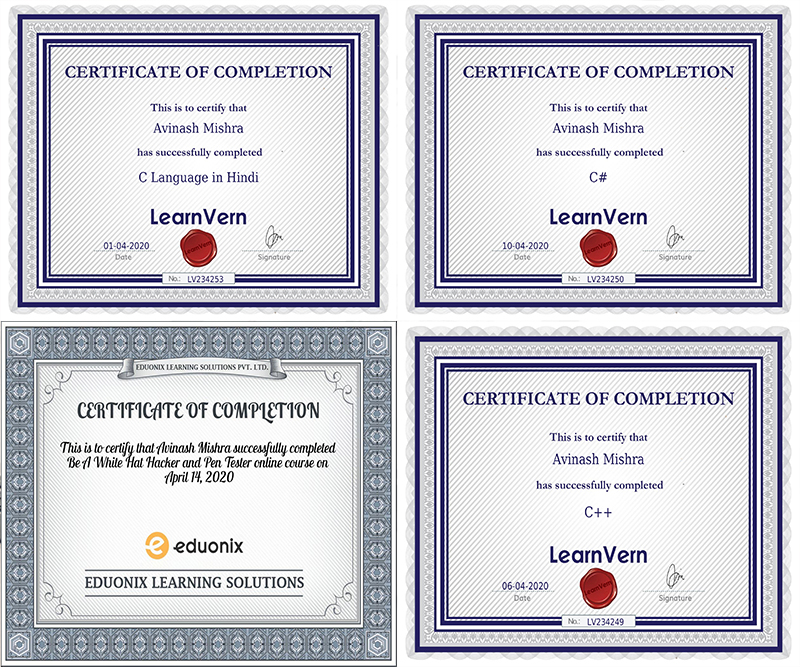 CERTIFICATE OF COMPLETION
This is to certify that
Avinash Mishra
has successfully completed
C Language in Hindi
LearnVern
01-04-2020
Date
LearnVern
Signature
No.: LV234253
CERTIFICATE OF COMPLETION
This is to certify that
Avinash Mishra
has successfully completed
C#
LearnVern
10-04-2020
Date
LearnVern
Signature
No.: LV234250
EDUONIX LEARNING SOLUTIONS PVT. LTD.
CERTIFICATE OF COMPLETION
This is to certify that Avinash Mishra successfully completed
Be A White Hat Hacker and Pen Tester online course on
April 14, 2020
eduonix
EDUONIX LEARNING SOLUTIONS
CERTIFICATE OF COMPLETION
This is to certify that
Avinash Mishra
has successfully completed
C++
LearnVern
06-04-2020
Date
LearnVern
Signature
No.: LV234249